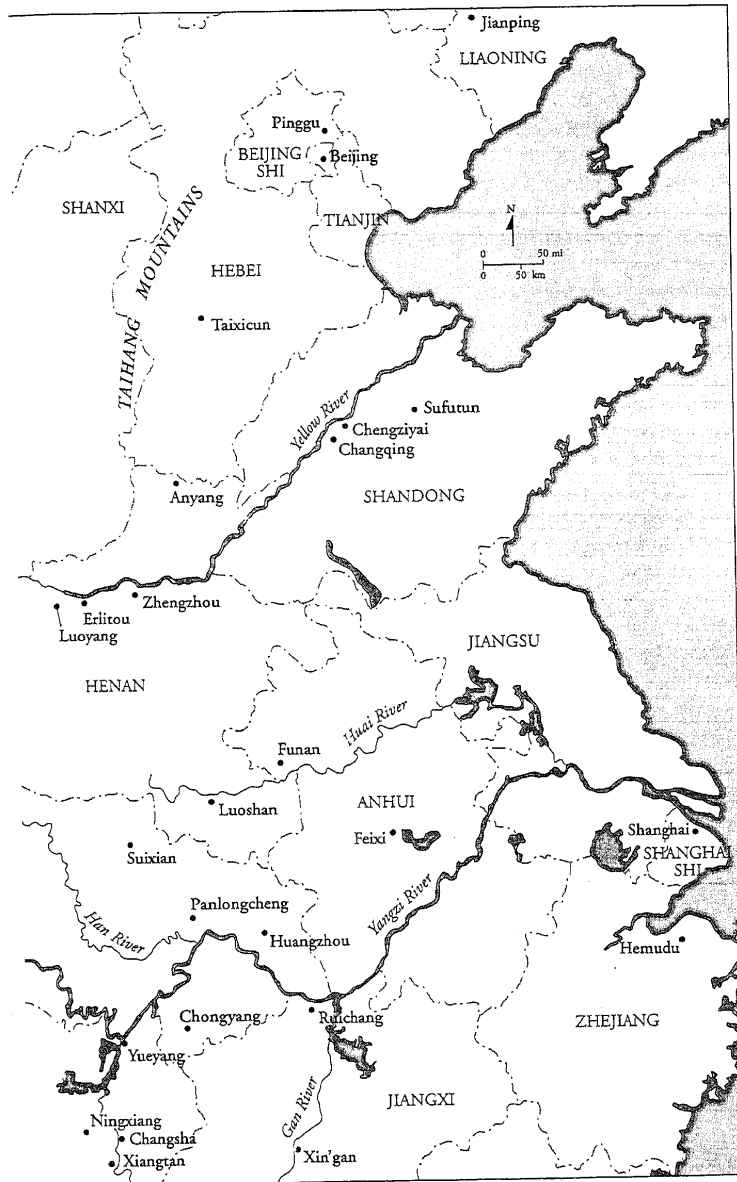 Jianping
LIAONING
Pinggu
BEIJING
SHI
Beijing
SHANXI
TIANJIN
N
0 50 mi
0 50 km
TAIHANG MOUNTAINS
HEBEI
Taixicun
Yellow River
Sufutun
Chengziyai
Changqing
Anyang
SHANDONG
Zhengzhou
Erlitou
Luoyang
JIANGSU
HENAN
Huai River
Funan
Luoshan
ANHUI
Feixi
Shanghai
SHANGHAI
SHI
Suixian
Yangzi River
Panlongcheng
Han River
Huangzhou
Hemudu
Ruichang
Chongyang
ZHEJIANG
Yueyang
JIANGXI
Gan River
Ningxiang
Changsha
Xiangtan
Xin'gan